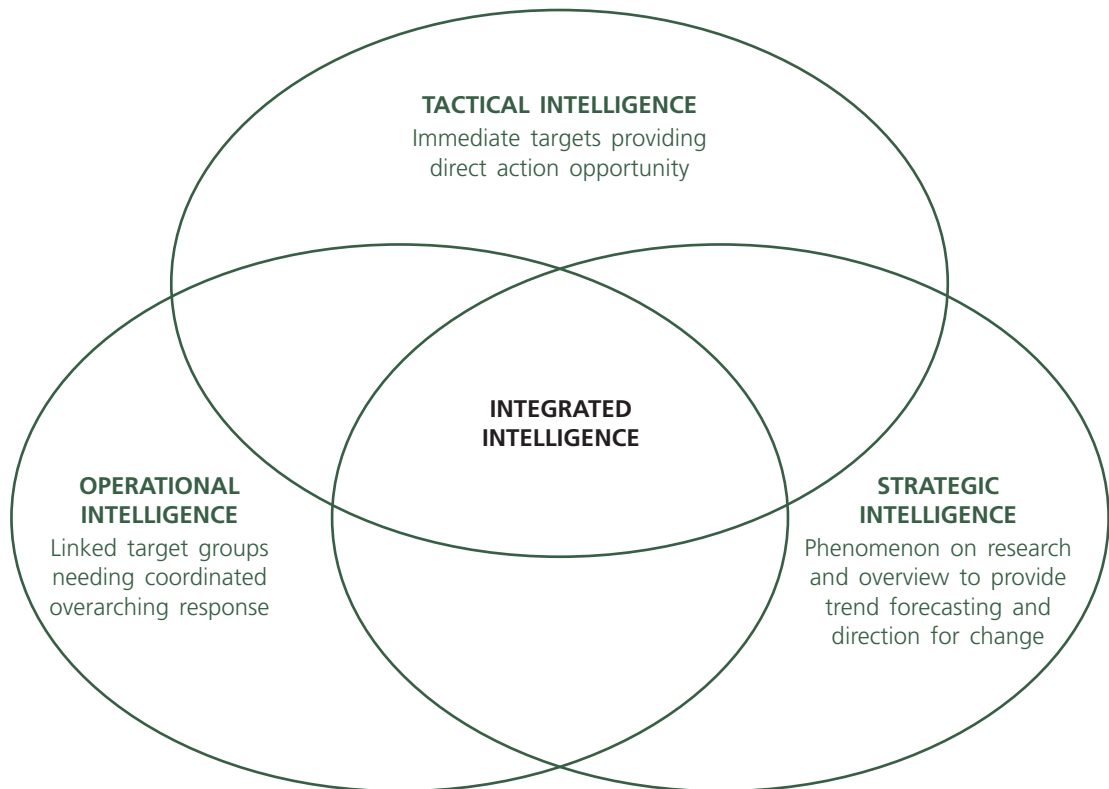 TACTICAL INTELLIGENCE
Immediate targets providing
direct action opportunity
INTEGRATED
INTELLIGENCE
OPERATIONAL
INTELLIGENCE
Linked target groups
needing coordinated
overarching response
STRATEGIC
INTELLIGENCE
Phenomenon on research
and overview to provide
trend forecasting and
direction for change